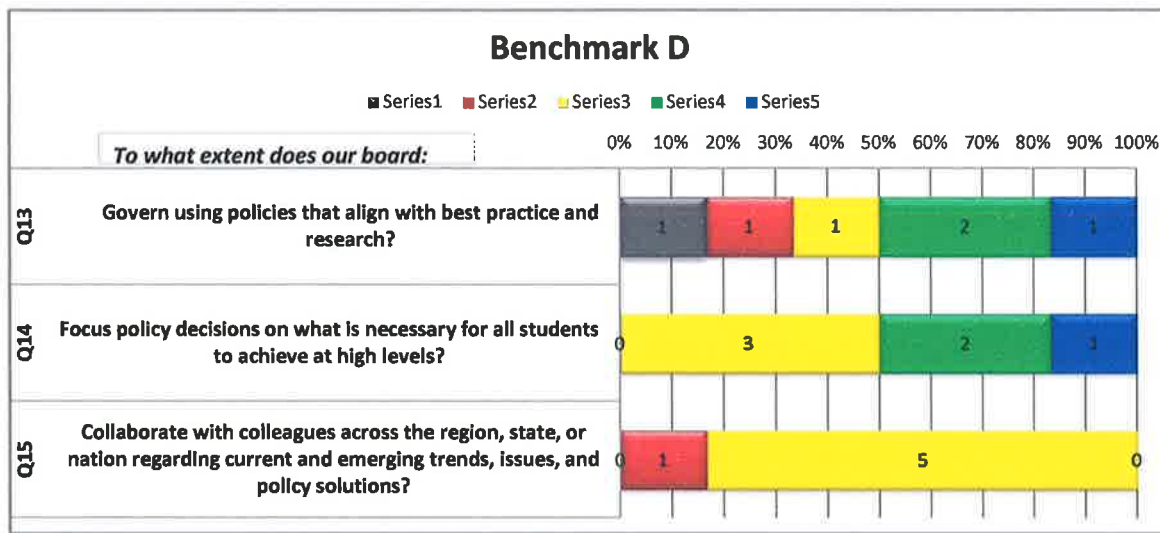 Benchmark D
Series1 Series2 Series3 Series4 Series5
To what extent does our board:
0% 10% 20% 30% 40% 50% 60% 70% 80% 90% 100%
Q13
Govern using policies that align with best practice and
research?
1 1 1 2 1
Q14
Focus policy decisions on what is necessary for all students
to achieve at high levels?
0 3 2 1
Q15
Collaborate with colleagues across the region, state, or
nation regarding current and emerging trends, issues, and
policy solutions?
0 1 5 0